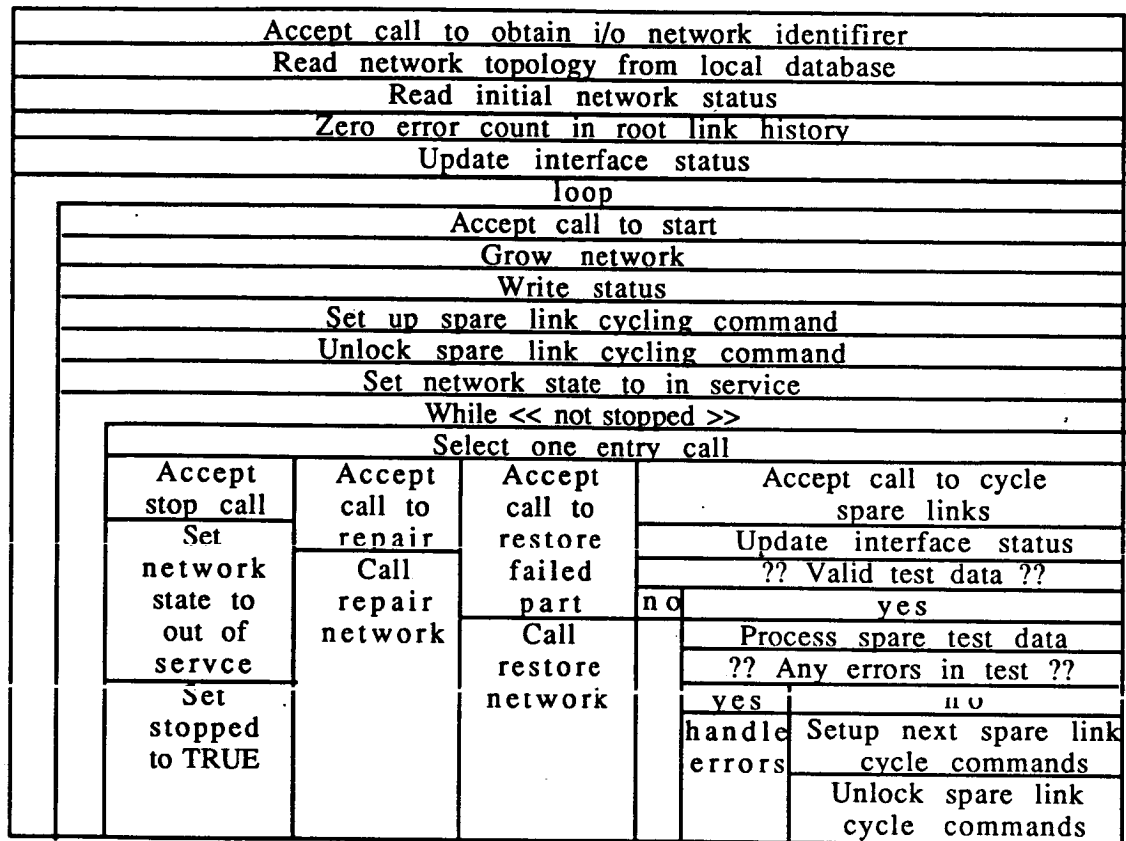 Accept call to obtain i/o network identifirer
Read network topology from local database
Read initial network status
Zero error count in root link history
Update interface status
loop
Accept call to start
Grow network
Write status
Set up spare link cycling command
Unlock spare link cycling command
Set network state to in service
While << not stopped >>
Select one entry call
Accept
stop call
Set
network
state to
out of
servce
Set
stopped
to TRUE
Accept
call to
repair
Call
repair
network
Accept
call to
restore
failed
part
Call
restore
network
Accept call to cycle
spare links
Update interface status
?? Valid test data ??
no
yes
Process spare test data
?? Any errors in test ??
yes
handle
errors
no
Setup next spare link
cycle commands
Unlock spare link
cycle commands